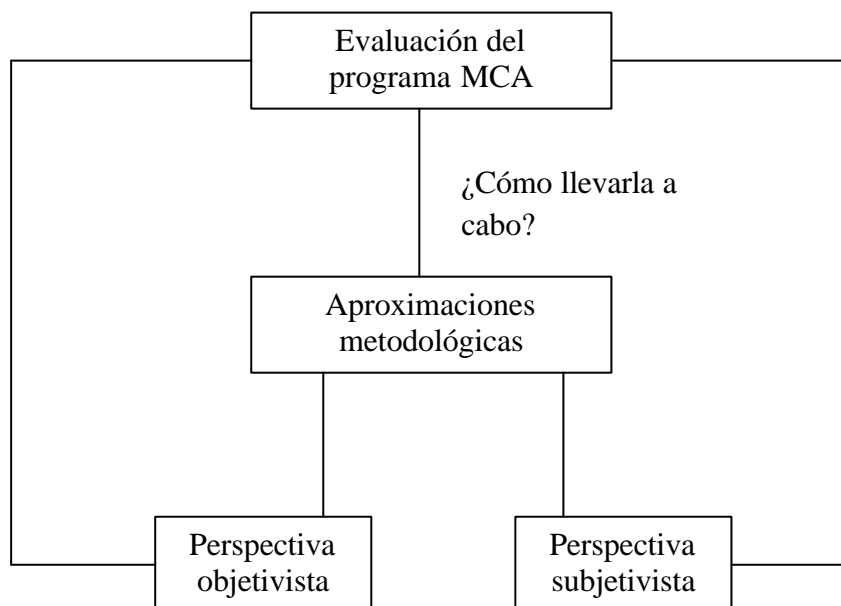 Evaluación del
programa MCA
¿Cómo llevarla a
cabo?
Aproximaciones
metodológicas
Perspectiva
objetivista
Perspectiva
subjetivista